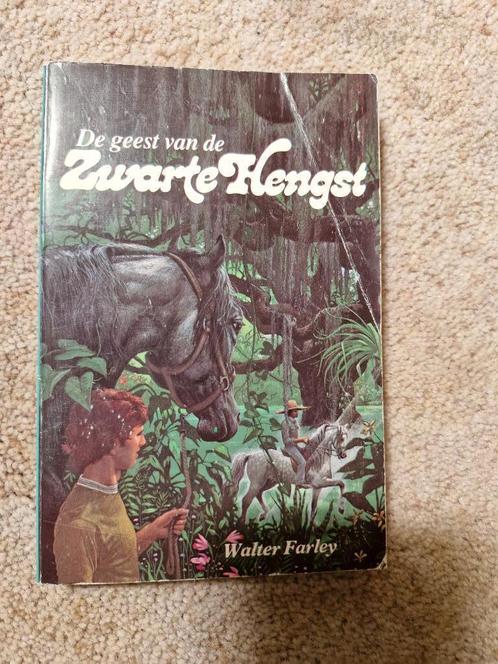 De geest van de
Zwarte Hengst
Walter Farley